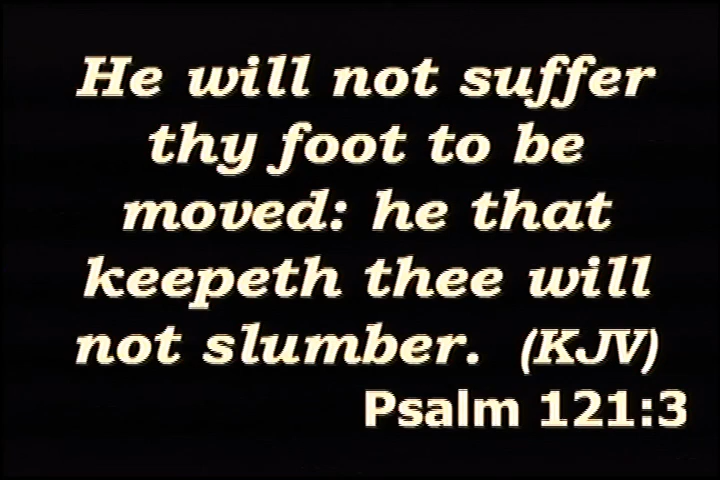 He will not suffer
thy foot to be
moved: he that
keepeth thee will
not slumber. (KJV)
Psalm 121:3